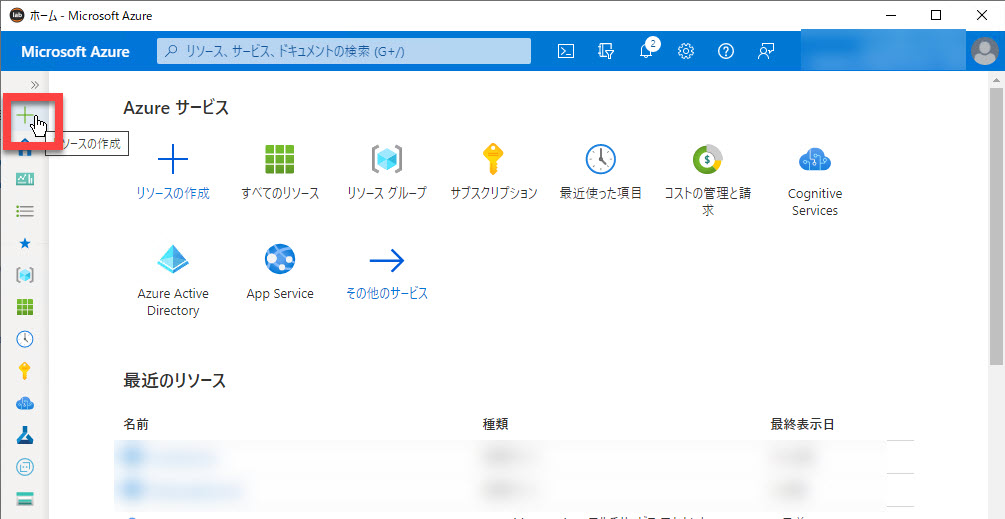 lab
ホーム - Microsoft Azure
Microsoft Azure
リソース、サービス、ドキュメントの検索 (G+/)
2
リソースの作成
Azure サービス
リソースの作成
すべてのリソース
リソース グループ
サブスクリプション
最近使った項目
コストの管理と請
求
Cognitive
Services
Azure Active
Directory
App Service
その他のサービス
最近のリソース
名前
種類
最終表示日